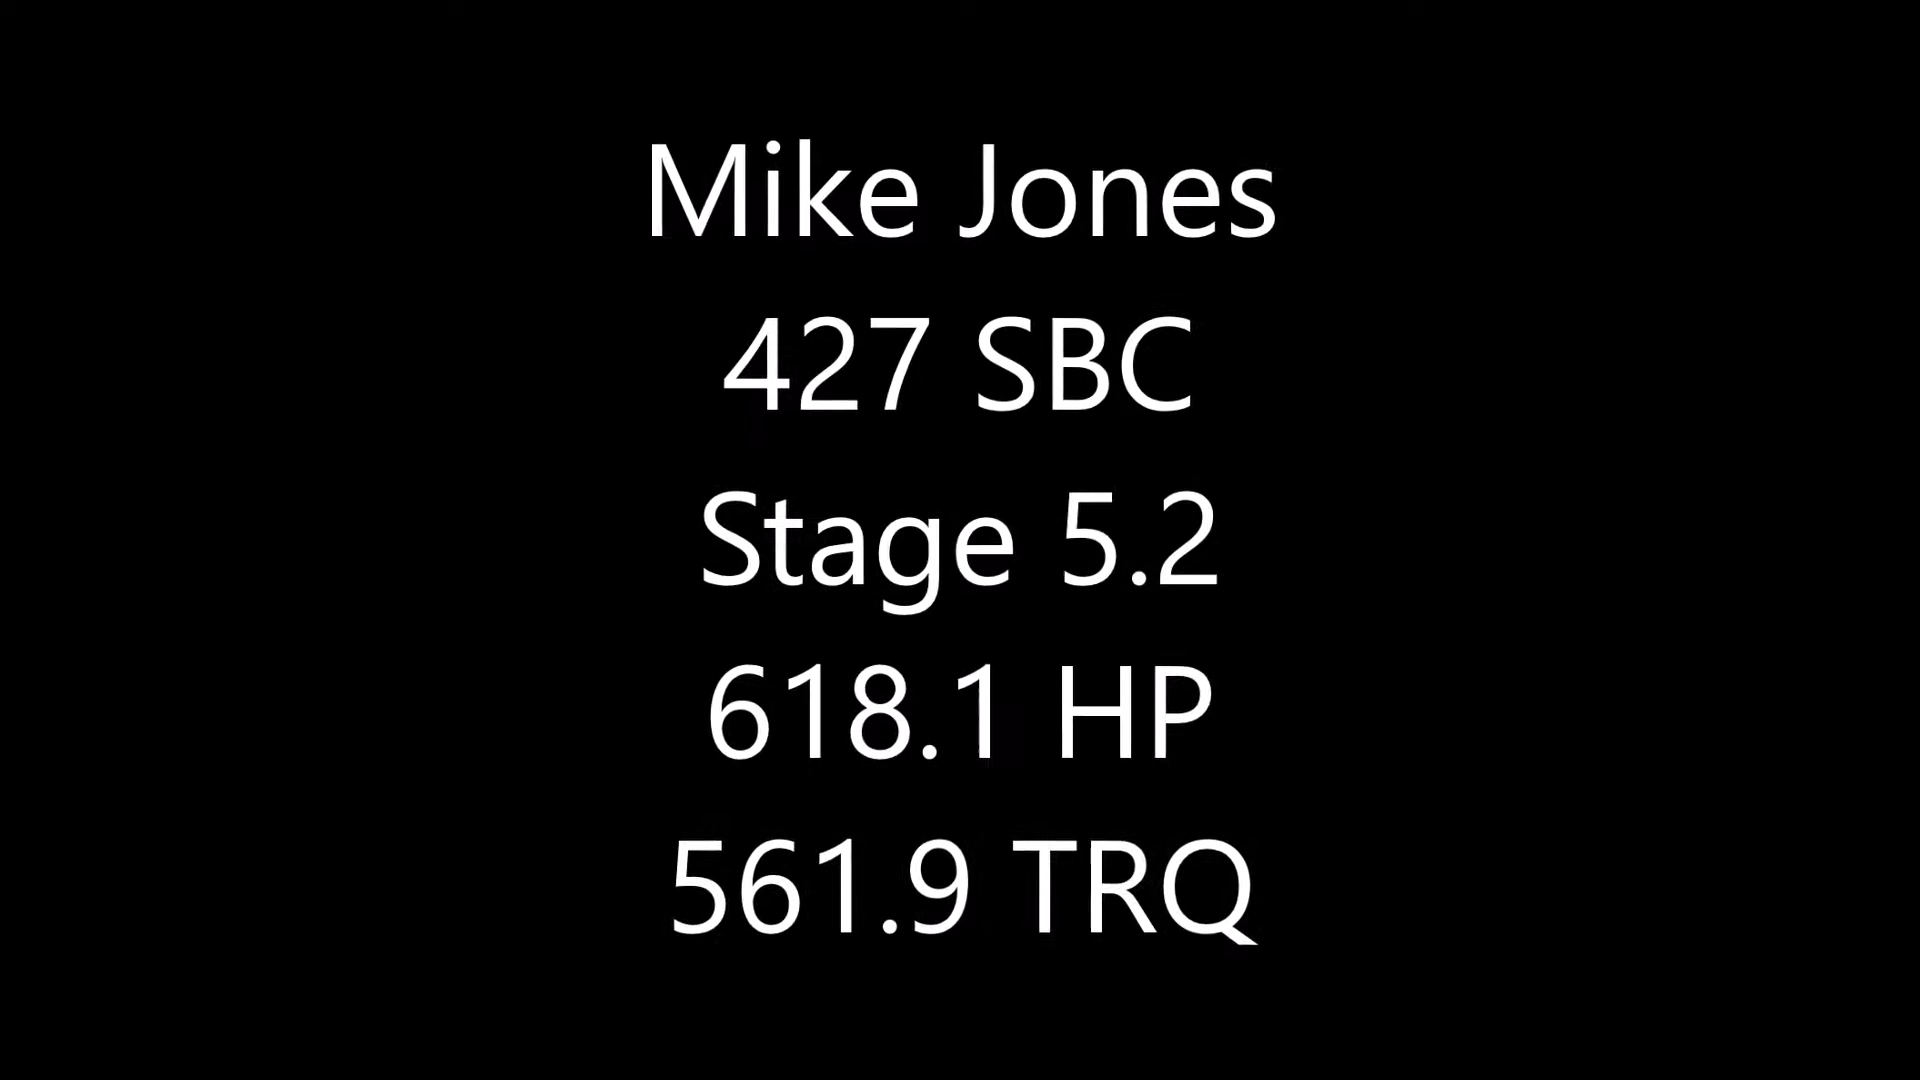 Mike Jones
427 SBC
Stage 5.2
618.1 HP
561.9 TRQ